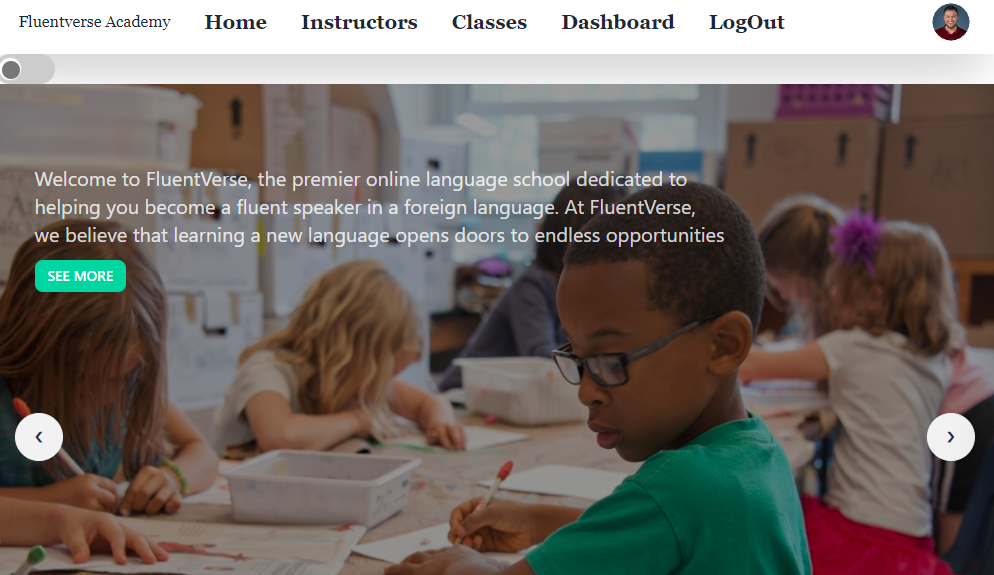 Fluentverse Academy Home Instructors Classes Dashboard LogOut
Welcome to FluentVerse, the premier online language school dedicated to
helping you become a fluent speaker in a foreign language. At FluentVerse,
we believe that learning a new language opens doors to endless opportunities
SEE MORE